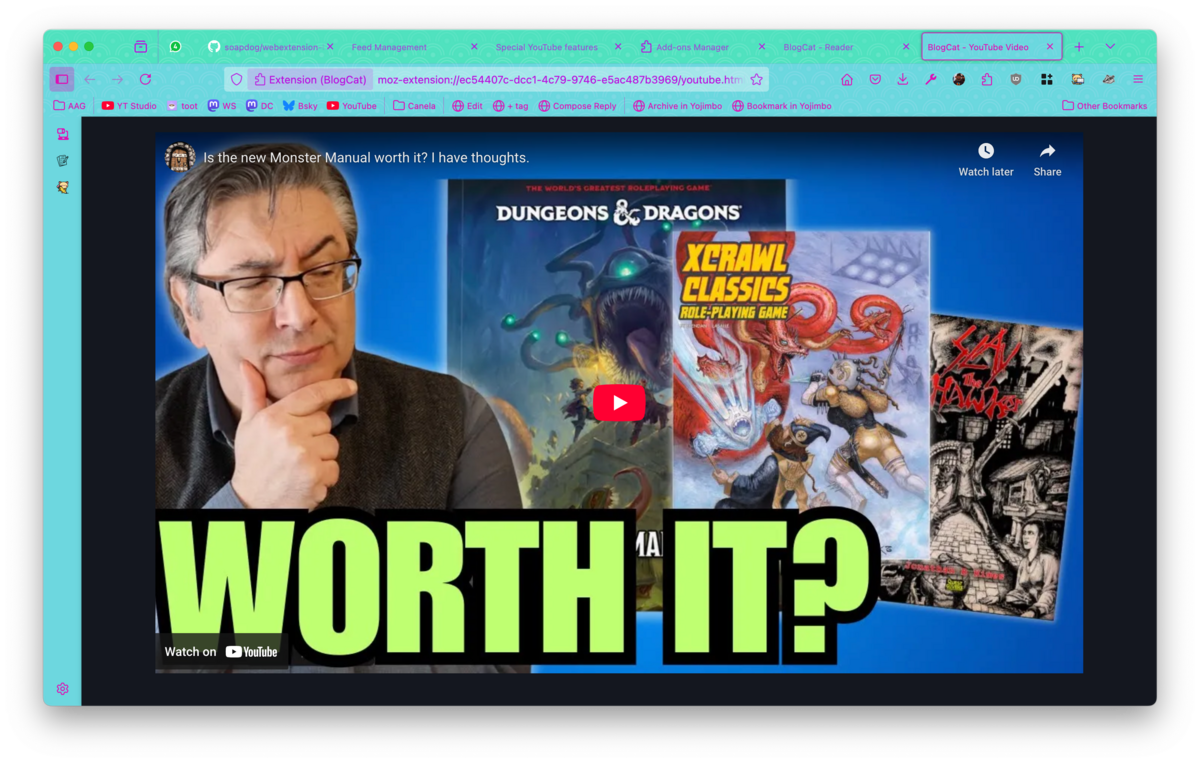 4
soapdog/webextension-
Feed Management
Special YouTube features
Add-ons Manager
BlogCat - Reader
BlogCat - YouTube Video
Extension (BlogCat)
moz-extension://ec54407c-dcc1-4c79-9746-e5ac487b3969/youtube.htm
AAG
YT Studio
toot
WS
DC
Bsky
YouTube
Canela
Edit
+ tag
Compose Reply
Archive in Yojimbo
Bookmark in Yojimbo
Other Bookmarks
Is the new Monster Manual worth it? I have thoughts.
Watch later
Share
THE WORLD'S GREATEST ROLEPLAYING GAME
DUNGEONS & DRAGONS
XCRAWL
CLASSICS
ROLE-PLAYING GAME
SLAY
THE
WORTH IT?
Watch on YouTube